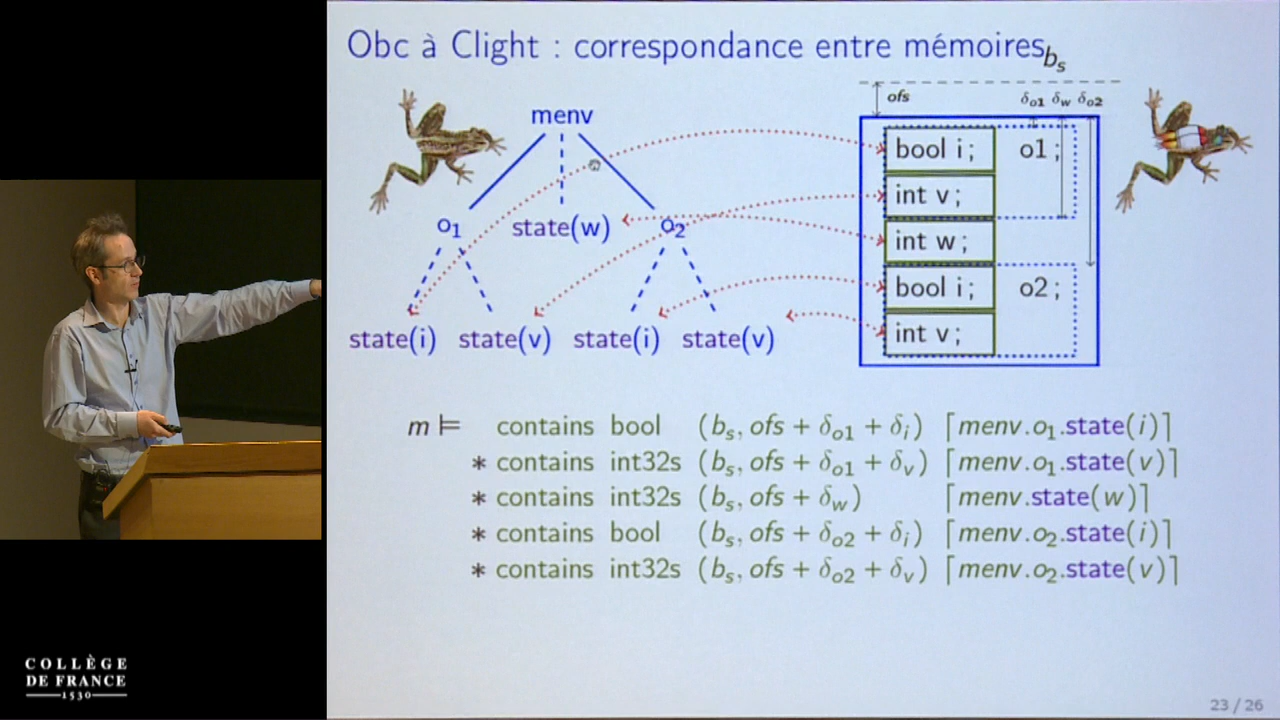 Obc à Clight : correspondance entre mémoires
b_s
menv
ofs
δ_o1 δ_w δ_o2
bool i ; o1 ;
int v ;
o_1 state(w) o_2
int w ;
bool i ; o2 ;
int v ;
state(i) state(v) state(i) state(v)
m ⊨ contains bool (b_s, ofs + δ_o1 + δ_i) ⌈menv.o_1.state(i)⌉
∗ contains int32s (b_s, ofs + δ_o1 + δ_v) ⌈menv.o_1.state(v)⌉
∗ contains int32s (b_s, ofs + δ_w) ⌈menv.state(w)⌉
∗ contains bool (b_s, ofs + δ_o2 + δ_i) ⌈menv.o_2.state(i)⌉
∗ contains int32s (b_s, ofs + δ_o2 + δ_v) ⌈menv.o_2.state(v)⌉
COLLÈGE
DE FRANCE
1530
23 / 26